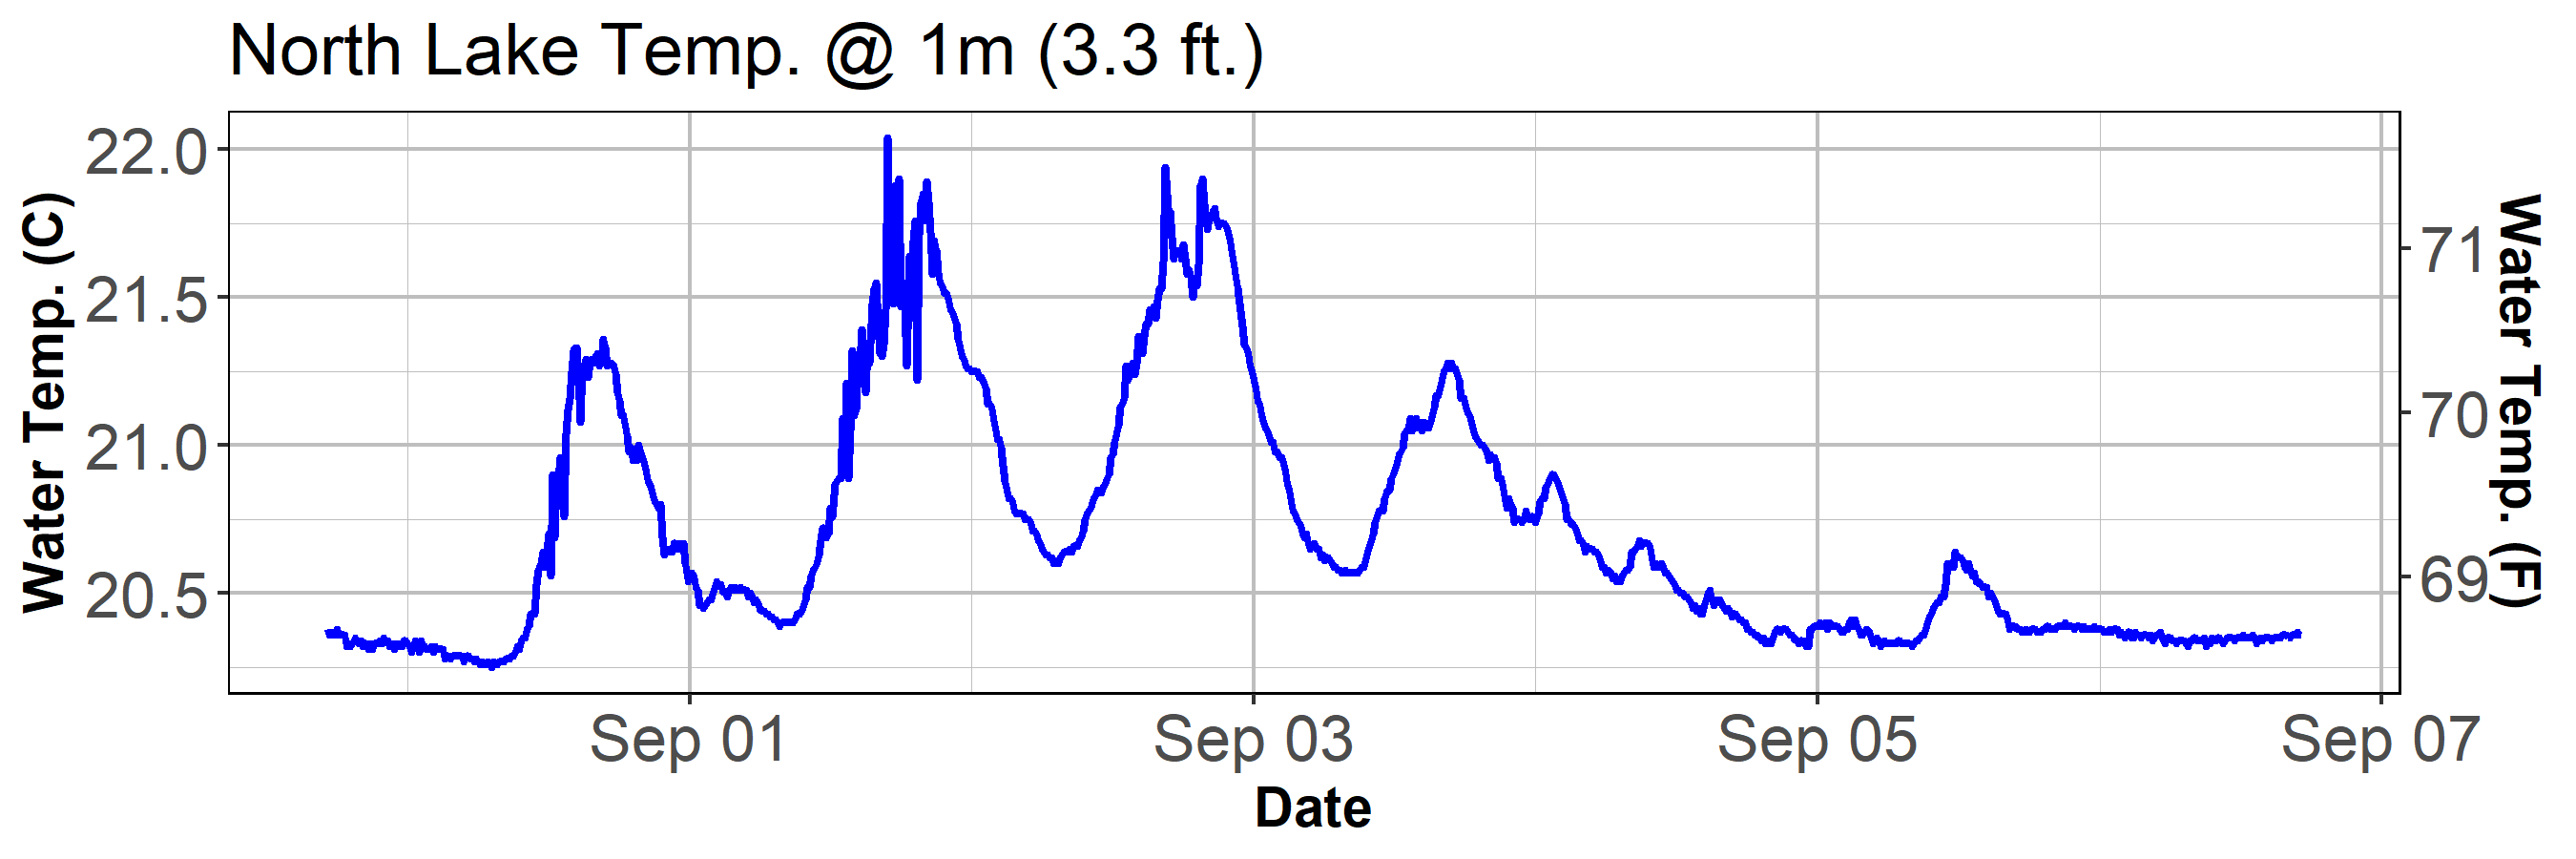 North Lake Temp. @ 1m (3.3 ft.)
Water Temp. (C)
22.0
21.5
21.0
20.5
71
70
69
Water Temp. (F)
Sep 01
Sep 03
Sep 05
Sep 07
Date